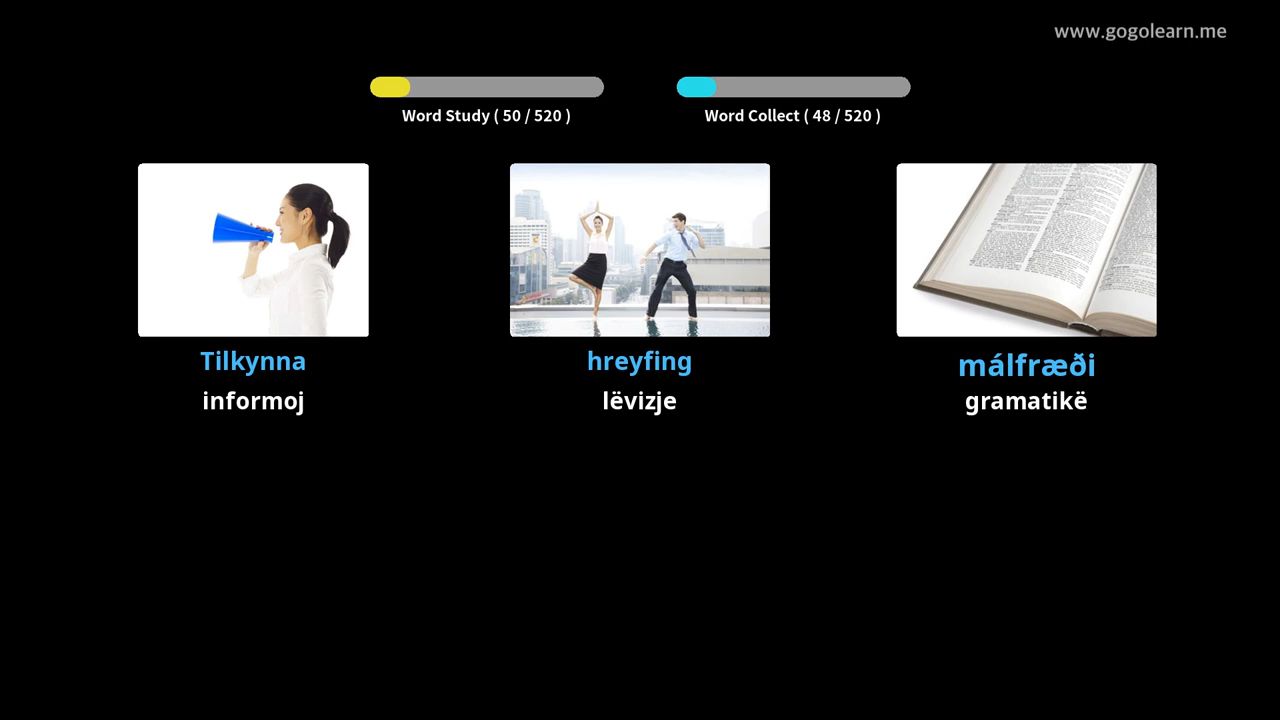 www.gogolearn.me
Word Study ( 50 / 520 )
Word Collect ( 48 / 520 )
Tilkynna
informoj
hreyfing
lëvizje
málfræði
gramatikë